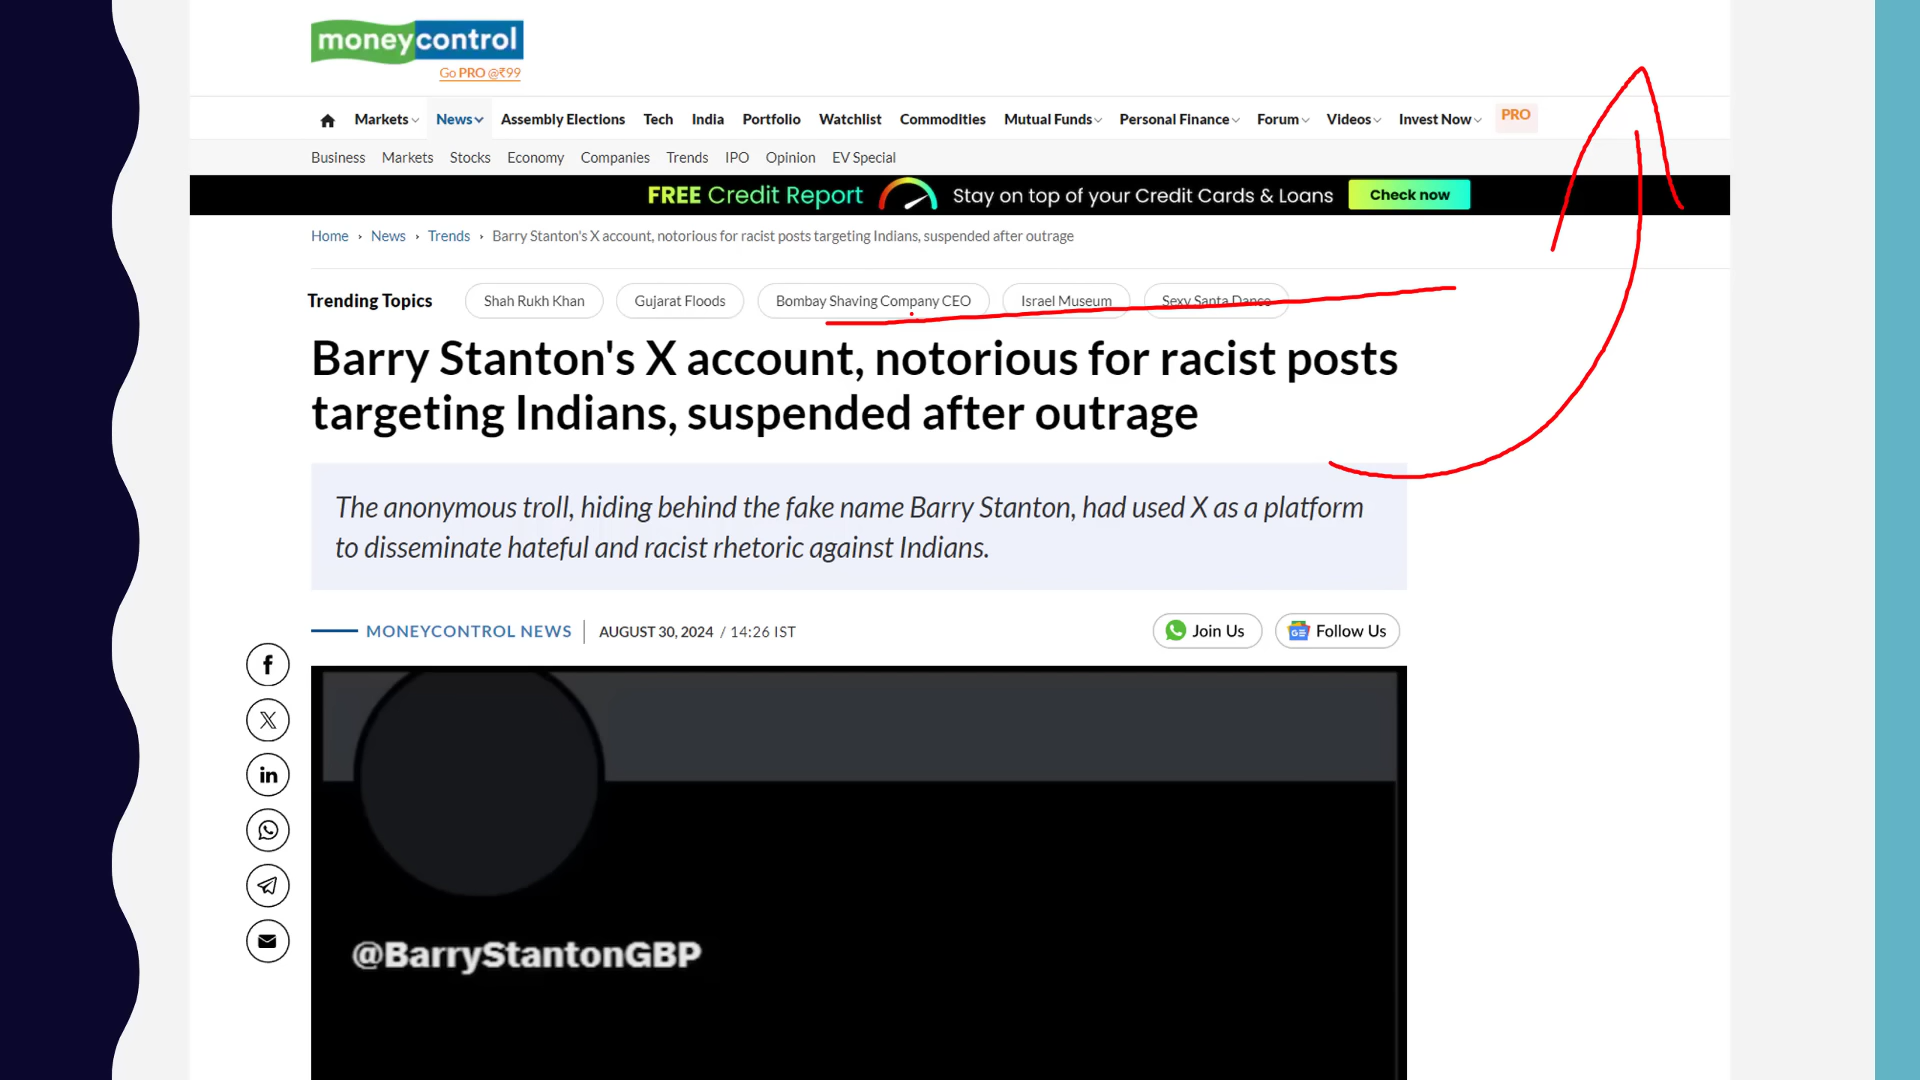 moneycontrol
Go PRO @₹99
Markets News Assembly Elections Tech India Portfolio Watchlist Commodities Mutual Funds Personal Finance Forum Videos Invest Now PRO
Business Markets Stocks Economy Companies Trends IPO Opinion EV Special
FREE Credit Report Stay on top of your Credit Cards & Loans Check now
Home › News › Trends › Barry Stanton's X account, notorious for racist posts targeting Indians, suspended after outrage
Trending Topics Shah Rukh Khan Gujarat Floods Bombay Shaving Company CEO Israel Museum Sexy Santa Dance
Barry Stanton's X account, notorious for racist posts
targeting Indians, suspended after outrage
The anonymous troll, hiding behind the fake name Barry Stanton, had used X as a platform
to disseminate hateful and racist rhetoric against Indians.
MONEYCONTROL NEWS | AUGUST 30, 2024 / 14:26 IST
Join Us Follow Us
@BarryStantonGBP